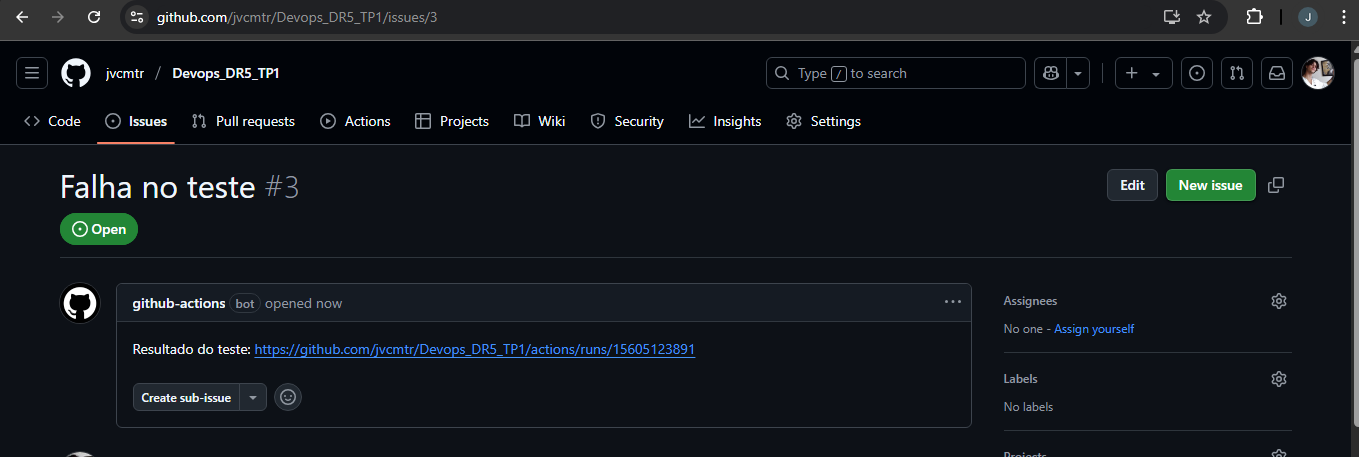 github.com/jvcmtr/Devops_DR5_TP1/issues/3
J
jvcmtr / Devops_DR5_TP1
Type / to search
Code Issues Pull requests Actions Projects Wiki Security Insights Settings
Falha no teste #3
Edit New issue
Open
github-actions bot opened now
Resultado do teste: https://github.com/jvcmtr/Devops_DR5_TP1/actions/runs/15605123891
Create sub-issue
Assignees
No one - Assign yourself
Labels
No labels
Projects